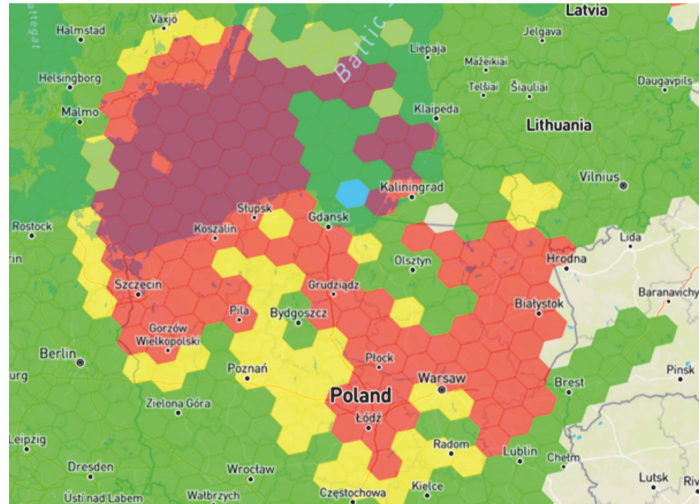 Latvia
Växjö
Halmstad
Jelgava
Liepaja
Mažeikiai
Helsingborg
Telšiai
Šiauliai
Daugavpils
Baltic
Malmo
Klaipėda
Lithuania
Vilnius
Kaliningrad
Słupsk
Rostock
Koszalin
Gdansk
Lida
Olsztyn
Hrodna
Szczecin
Grudziądz
Baranavichy
Piła
Bydgoszcz
Białystok
Gorzów
Wielkopolski
Berlin
Płock
Poznań
Warsaw
Brest
Pinsk
Poland
Zielona Góra
Łódź
Leipzig
Radom
Lublin
Chełm
Dresden
Wrocław
Kielce
Lutsk
Ústí nad Labem
Wałbrzych
Częstochowa